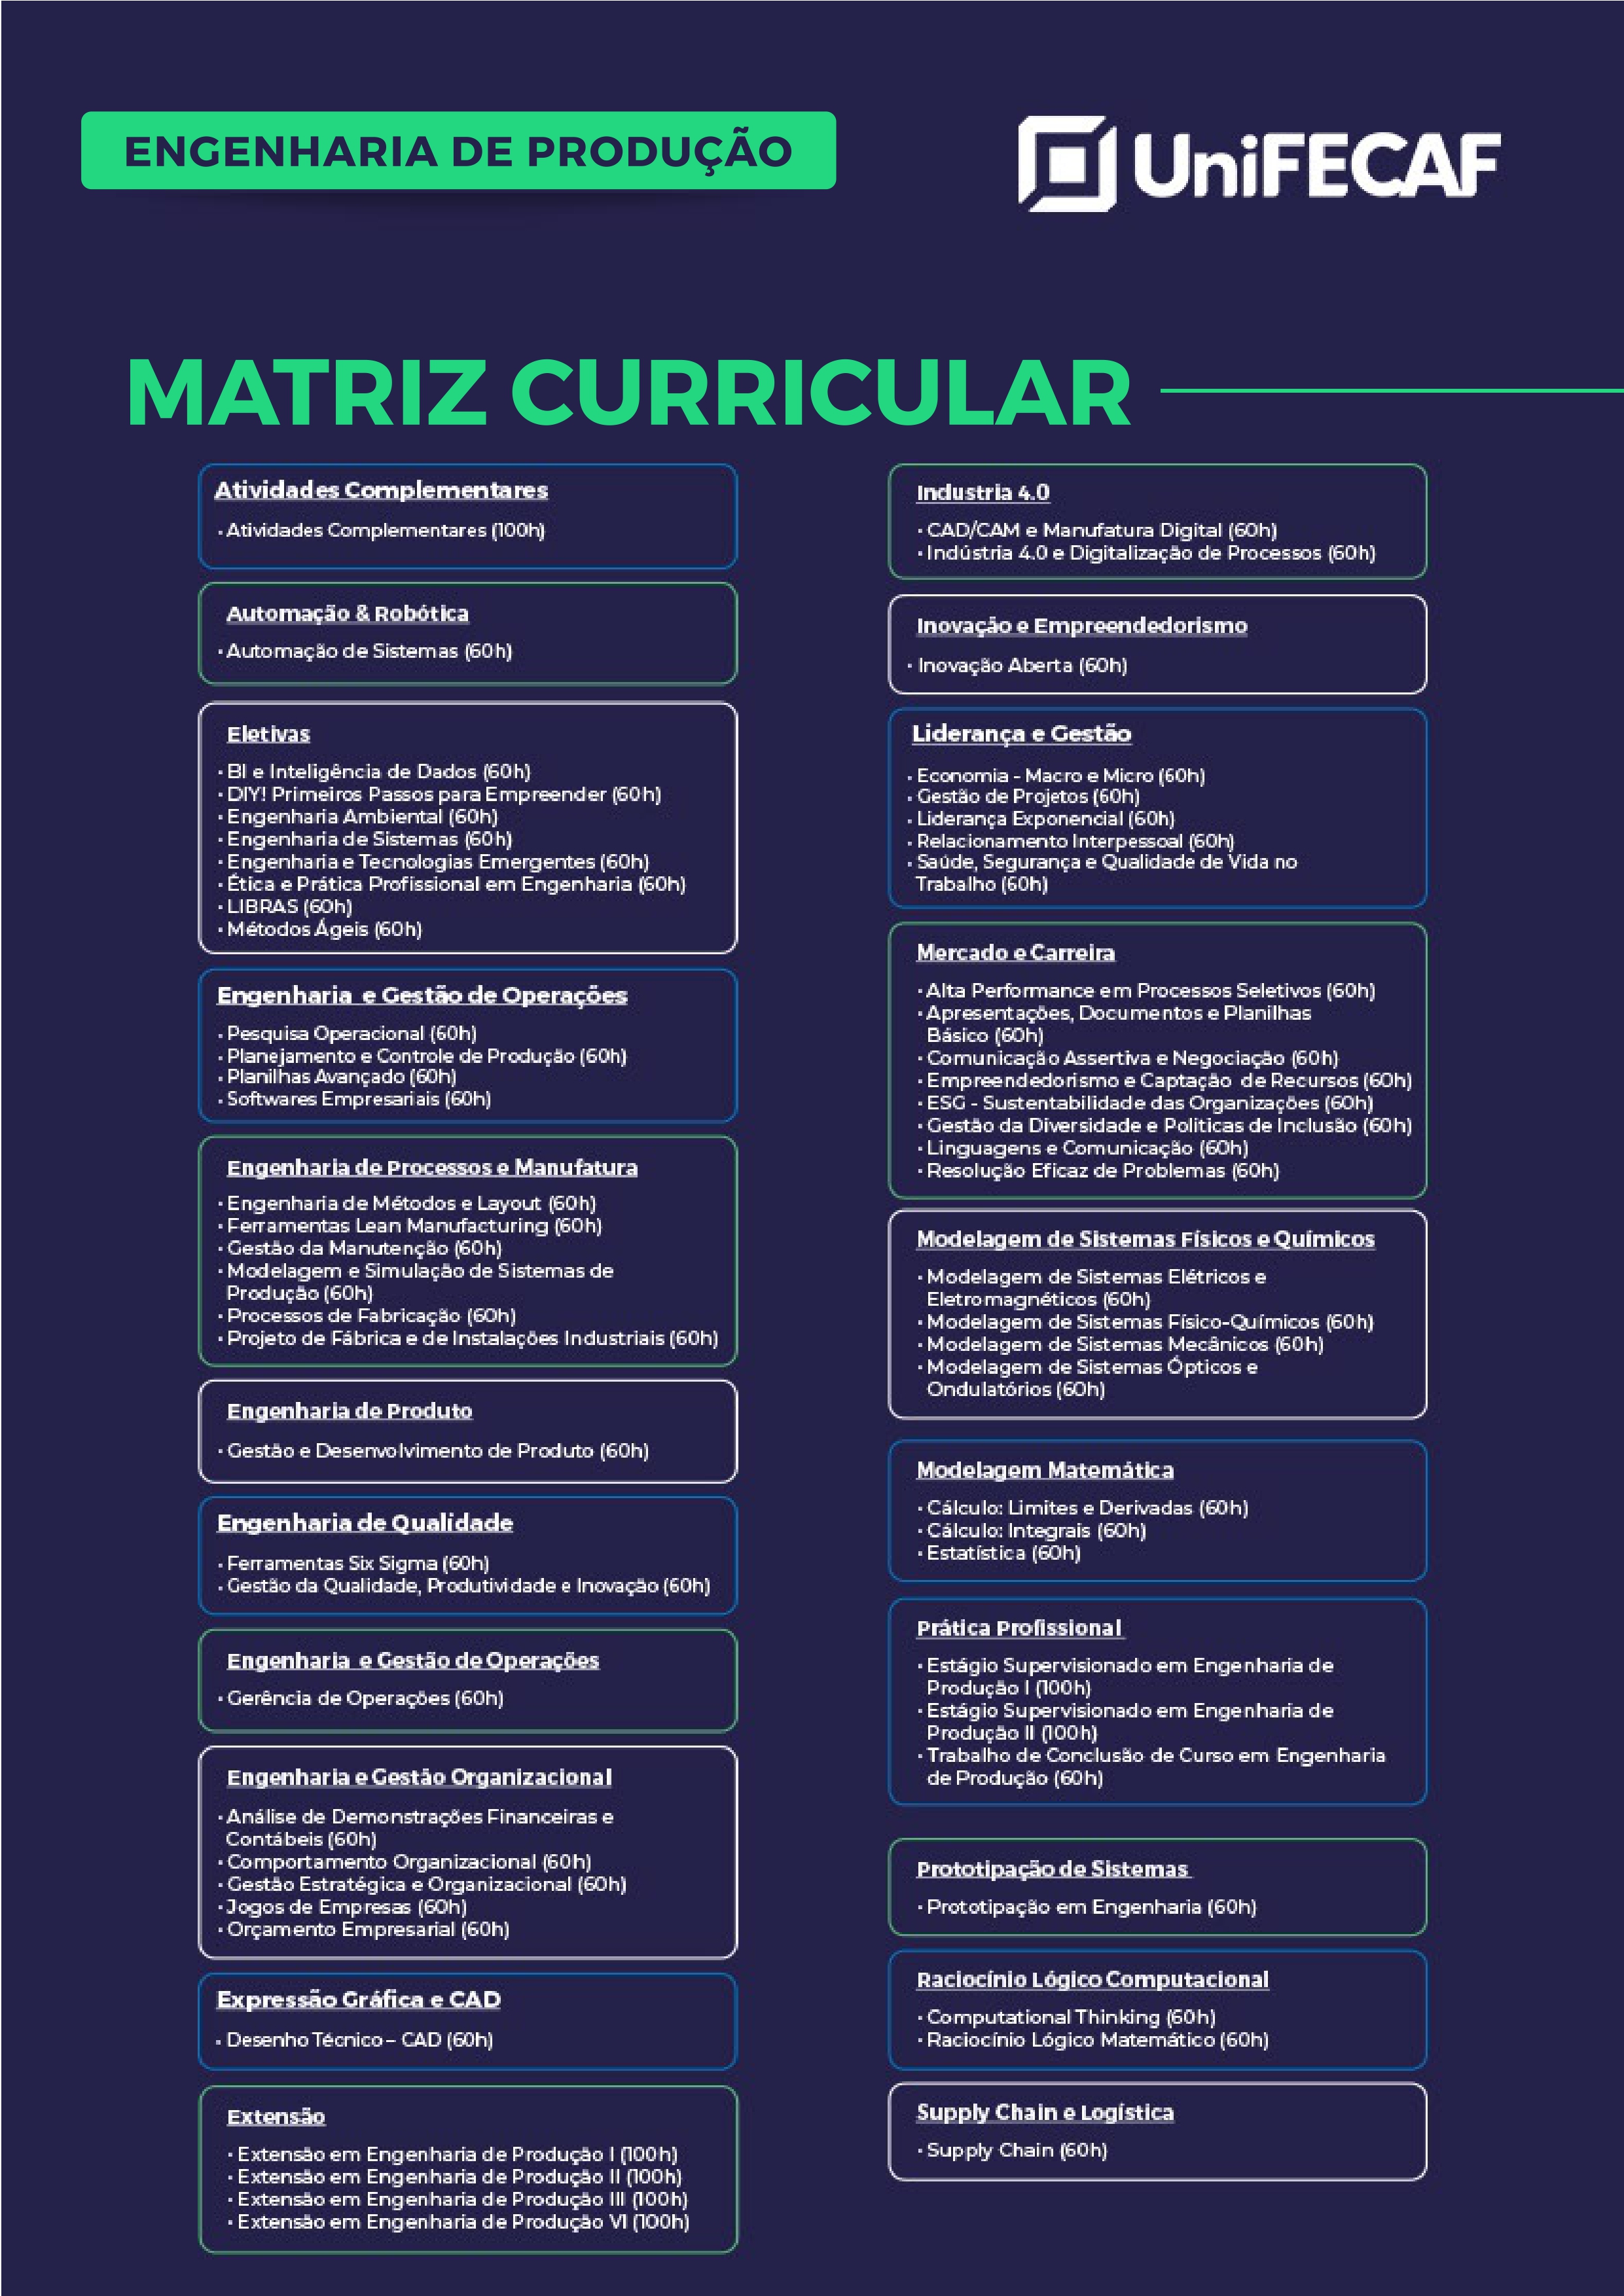 ENGENHARIA DE PRODUÇÃO
UniFECAF
MATRIZ CURRICULAR
Atividades Complementares
· Atividades Complementares (100h)
Automação & Robótica
· Automação de Sistemas (60h)
Eletivas
· BI e Inteligência de Dados (60h)
· DIY! Primeiros Passos para Empreender (60h)
· Engenharia Ambiental (60h)
· Engenharia de Sistemas (60h)
· Engenharia e Tecnologias Emergentes (60h)
· Ética e Prática Profissional em Engenharia (60h)
· LIBRAS (60h)
· Métodos Ágeis (60h)
Engenharia e Gestão de Operações
· Pesquisa Operacional (60h)
· Planejamento e Controle de Produção (60h)
· Planilhas Avançado (60h)
· Softwares Empresariais (60h)
Engenharia de Processos e Manufatura
· Engenharia de Métodos e Layout (60h)
· Ferramentas Lean Manufacturing (60h)
· Gestão da Manutenção (60h)
· Modelagem e Simulação de Sistemas de
Produção (60h)
· Processos de Fabricação (60h)
· Projeto de Fábrica e de Instalações Industriais (60h)
Engenharia de Produto
· Gestão e Desenvolvimento de Produto (60h)
Engenharia de Qualidade
· Ferramentas Six Sigma (60h)
· Gestão da Qualidade, Produtividade e Inovação (60h)
Engenharia e Gestão de Operações
· Gerência de Operações (60h)
Engenharia e Gestão Organizacional
· Análise de Demonstrações Financeiras e
Contábeis (60h)
· Comportamento Organizacional (60h)
· Gestão Estratégica e Organizacional (60h)
· Jogos de Empresas (60h)
· Orçamento Empresarial (60h)
Expressão Gráfica e CAD
· Desenho Técnico – CAD (60h)
Extensão
· Extensão em Engenharia de Produção I (100h)
· Extensão em Engenharia de Produção II (100h)
· Extensão em Engenharia de Produção III (100h)
· Extensão em Engenharia de Produção VI (100h)
Industria 4.0
· CAD/CAM e Manufatura Digital (60h)
· Indústria 4.0 e Digitalização de Processos (60h)
Inovação e Empreendedorismo
· Inovação Aberta (60h)
Liderança e Gestão
· Economia - Macro e Micro (60h)
· Gestão de Projetos (60h)
· Liderança Exponencial (60h)
· Relacionamento Interpessoal (60h)
· Saúde, Segurança e Qualidade de Vida no
Trabalho (60h)
Mercado e Carreira
· Alta Performance em Processos Seletivos (60h)
· Apresentações, Documentos e Planilhas
Básico (60h)
· Comunicação Assertiva e Negociação (60h)
· Empreendedorismo e Captação de Recursos (60h)
· ESG - Sustentabilidade das Organizações (60h)
· Gestão da Diversidade e Politicas de Inclusão (60h)
· Linguagens e Comunicação (60h)
· Resolução Eficaz de Problemas (60h)
Modelagem de Sistemas Físicos e Químicos
· Modelagem de Sistemas Elétricos e
Eletromagnéticos (60h)
· Modelagem de Sistemas Físico-Químicos (60h)
· Modelagem de Sistemas Mecânicos (60h)
· Modelagem de Sistemas Ópticos e
Ondulatórios (60h)
Modelagem Matemática
· Cálculo: Limites e Derivadas (60h)
· Cálculo: Integrais (60h)
· Estatística (60h)
Prática Profissional
· Estágio Supervisionado em Engenharia de
Produção I (100h)
· Estágio Supervisionado em Engenharia de
Produção II (100h)
· Trabalho de Conclusão de Curso em Engenharia
de Produção (60h)
Prototipação de Sistemas
· Prototipação em Engenharia (60h)
Raciocínio Lógico Computacional
· Computational Thinking (60h)
· Raciocínio Lógico Matemático (60h)
Supply Chain e Logística
· Supply Chain (60h)